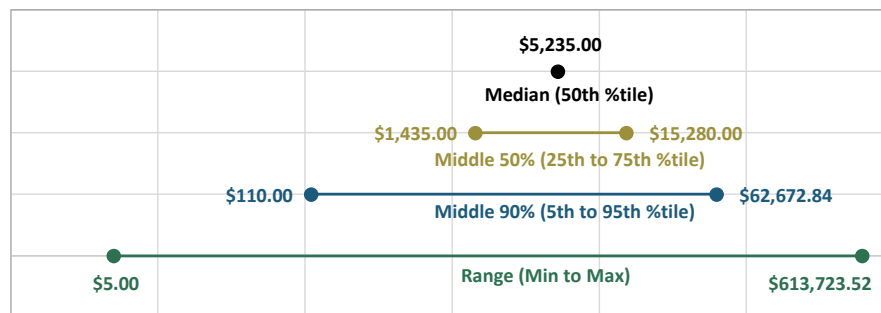 $5,235.00
Median (50th %tile)
$1,435.00 $15,280.00
Middle 50% (25th to 75th %tile)
$110.00 $62,672.84
Middle 90% (5th to 95th %tile)
Range (Min to Max)
$5.00 $613,723.52